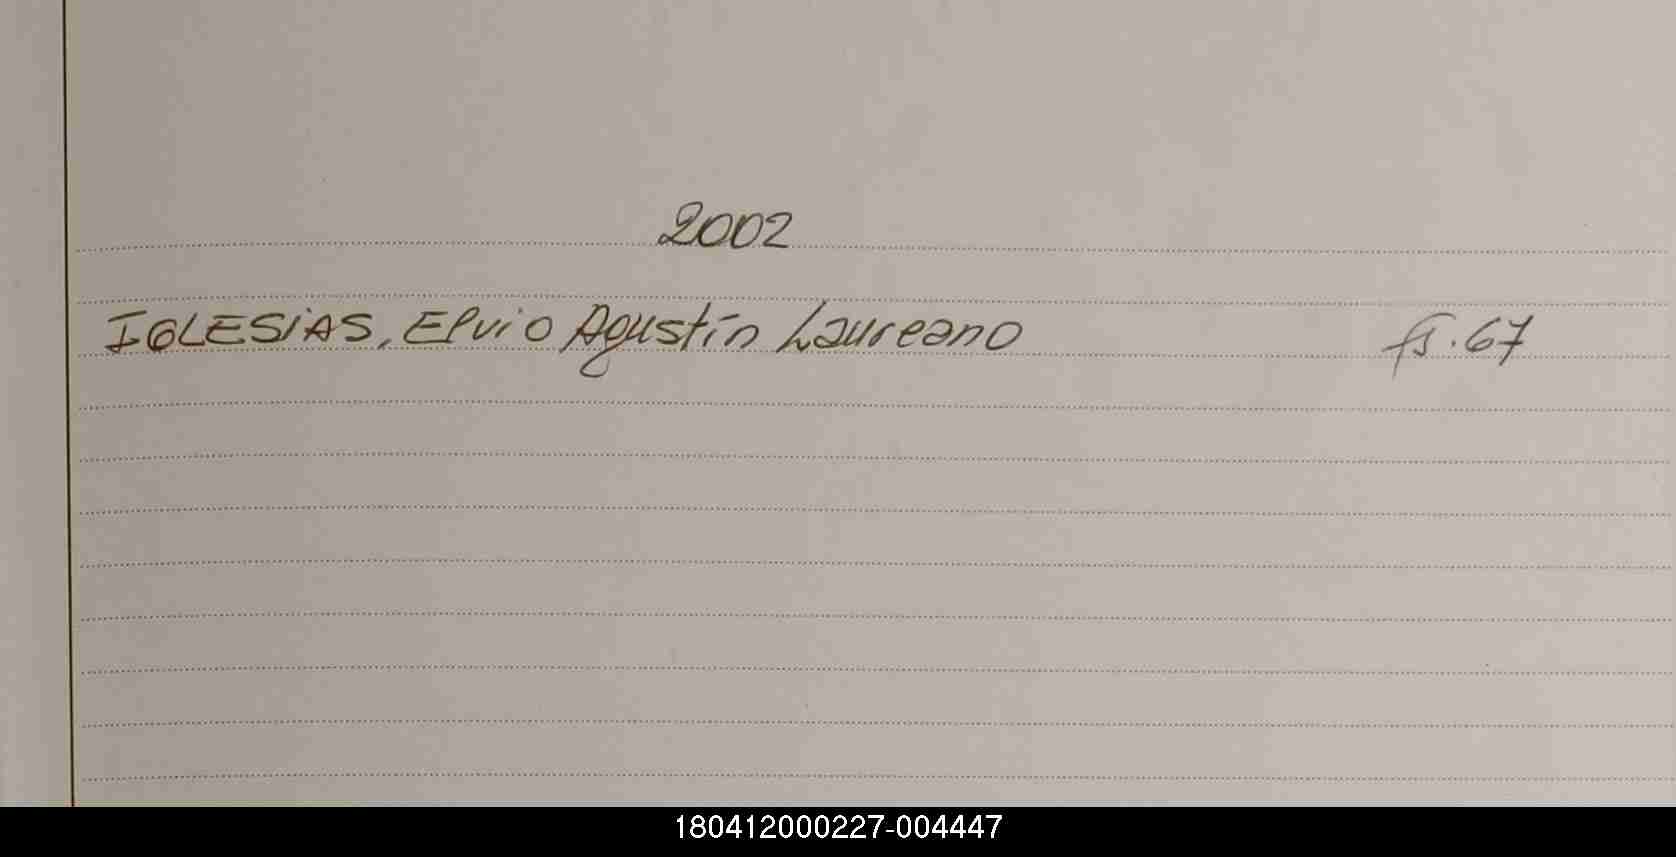 2002
IGLESIAS, Elvio Agustín Laureano fs. 67
180412000227-004447